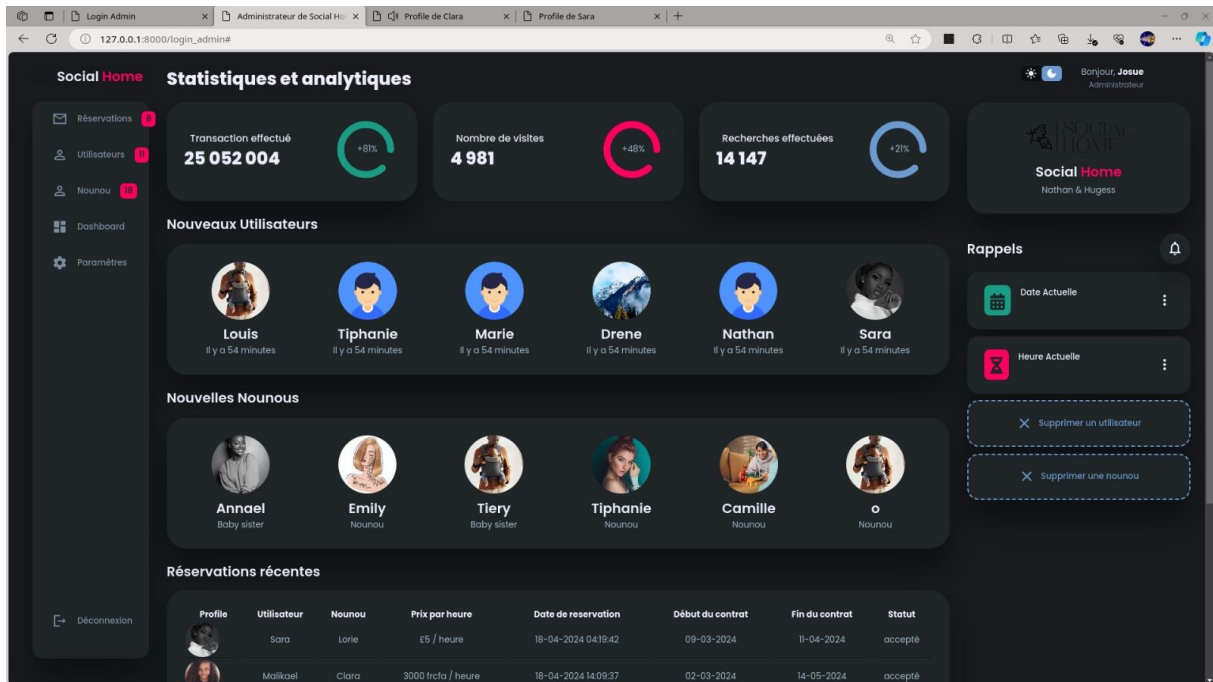 Login Admin
Administrateur de Social Ho
Profile de Clara
Profile de Sara
127.0.0.1:8000/login_admin#
Social Home
Statistiques et analytiques
Bonjour, Josue
Administrateur
Réservations 8
Utilisateurs 11
Nounou 18
Dashboard
Paramètres
Déconnexion
Transaction effectué
25 052 004
+81%
Nombre de visites
4 981
+48%
Recherches effectuées
14 147
+21%
SOCIAL
HOME
Social Home
Nathan & Hugess
Nouveaux Utilisateurs
Louis
Il y a 54 minutes
Tiphanie
Il y a 54 minutes
Marie
Il y a 54 minutes
Drene
Il y a 54 minutes
Nathan
Il y a 54 minutes
Sara
Il y a 54 minutes
Rappels
Date Actuelle
Heure Actuelle
Supprimer un utilisateur
Supprimer une nounou
Nouvelles Nounous
Annael
Baby sister
Emily
Nounou
Tiery
Baby sister
Tiphanie
Nounou
Camille
Nounou
o
Nounou
Réservations récentes
Profile Utilisateur Nounou Prix par heure Date de reservation Début du contrat Fin du contrat Statut
Sara Lorie £5 / heure 18-04-2024 04:19:42 09-03-2024 11-04-2024 accepté
Malikael Clara 3000 frcfa / heure 18-04-2024 14:09:37 02-03-2024 14-05-2024 accepté